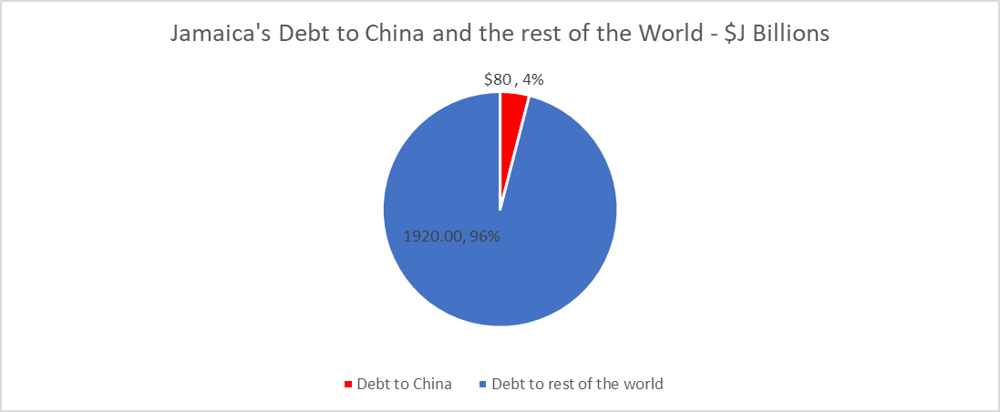 Jamaica's Debt to China and the rest of the World - $J Billions
$80 , 4%
1920.00, 96%
Debt to China
Debt to rest of the world